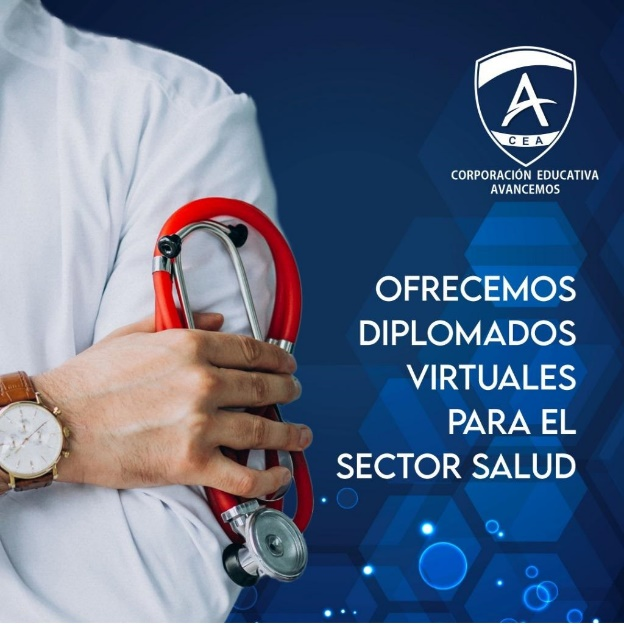 A
CEA
CORPORACIÓN EDUCATIVA
AVANCEMOS
OFRECEMOS
DIPLOMADOS
VIRTUALES
PARA EL
SECTOR SALUD